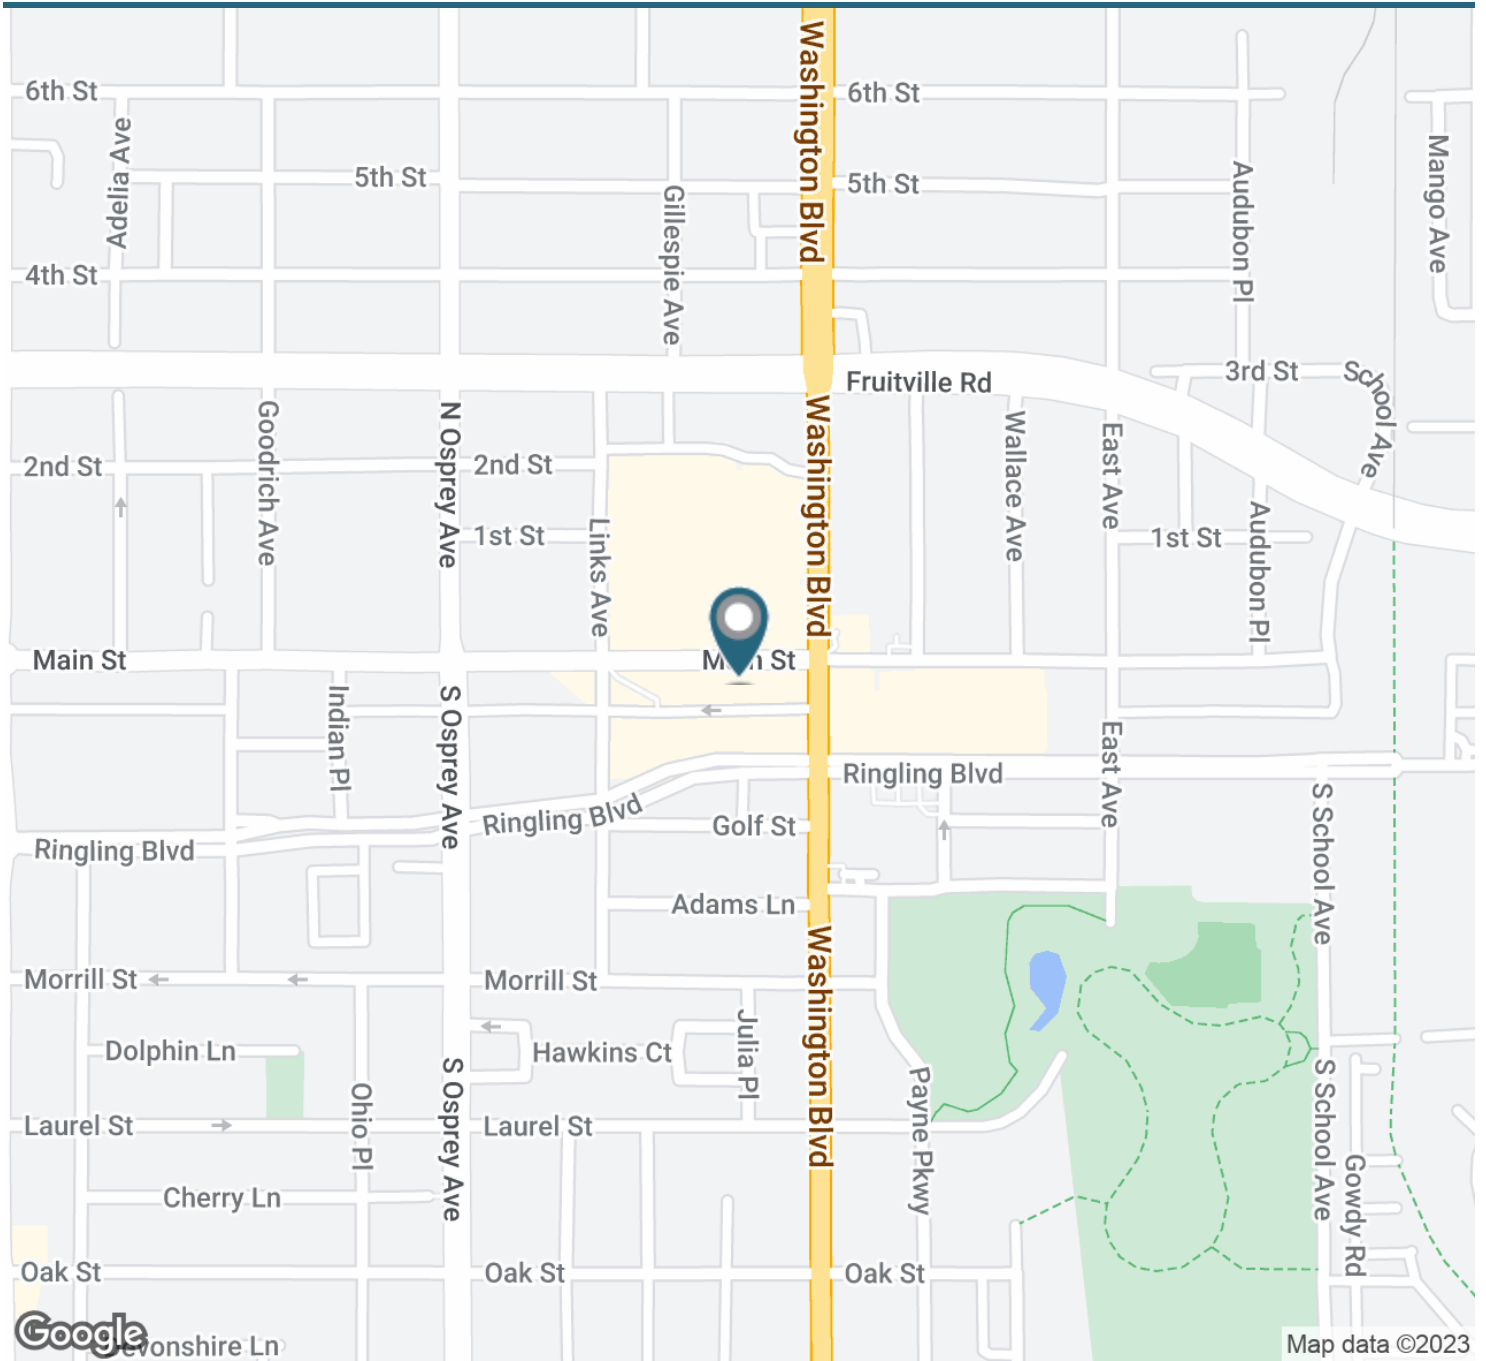 Washington Blvd
6th St
6th St
Adelia Ave
5th St
5th St
Gillespie Ave
Audubon Pl
Mango Ave
4th St
Fruitville Rd
3rd St
School Ave
Washington Blvd
Goodrich Ave
N Osprey Ave
2nd St
2nd St
Wallace Ave
East Ave
1st St
Links Ave
1st St
Audubon Pl
Main St
Main St
Indian Pl
S Osprey Ave
East Ave
Ringling Blvd
Ringling Blvd
Golf St
Ringling Blvd
S School Ave
Adams Ln
Washington Blvd
Morrill St
Morrill St
Julia Pl
Dolphin Ln
Hawkins Ct
S Osprey Ave
Ohio Pl
Payne Pkwy
S School Ave
Laurel St
Laurel St
Gowdy Rd
Cherry Ln
Oak St
Oak St
Oak St
Google
Devonshire Ln
Map data ©2023